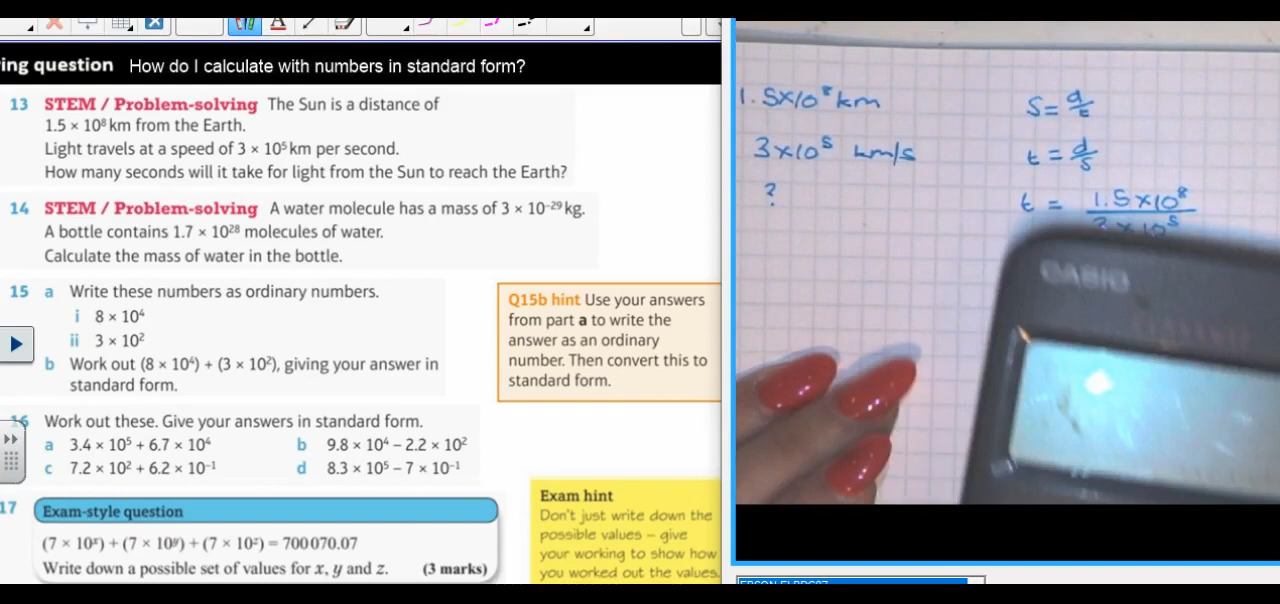 ing question How do I calculate with numbers in standard form?
13 STEM / Problem-solving The Sun is a distance of
1.5 × 10⁸ km from the Earth.
Light travels at a speed of 3 × 10⁵ km per second.
How many seconds will it take for light from the Sun to reach the Earth?
14 STEM / Problem-solving A water molecule has a mass of 3 × 10⁻²⁹ kg.
A bottle contains 1.7 × 10²⁸ molecules of water.
Calculate the mass of water in the bottle.
15 a Write these numbers as ordinary numbers.
i 8 × 10⁴
ii 3 × 10²
b Work out (8 × 10⁴) + (3 × 10²), giving your answer in
standard form.
Q15b hint Use your answers
from part a to write the
answer as an ordinary
number. Then convert this to
standard form.
16 Work out these. Give your answers in standard form.
a 3.4 × 10⁵ + 6.7 × 10⁴ b 9.8 × 10⁴ – 2.2 × 10²
c 7.2 × 10² + 6.2 × 10⁻¹ d 8.3 × 10⁵ – 7 × 10⁻¹
17 Exam-style question
(7 × 10ˣ) + (7 × 10ʸ) + (7 × 10ᶻ) = 700 070.07
Write down a possible set of values for x, y and z. (3 marks)
Exam hint
Don't just write down the
possible values – give
your working to show how
you worked out the values.
1.5×10⁸ km
3×10⁵ km/s
?
S = d/t
t = d/s
t = 1.5×10⁸
3×10⁵
CASIO